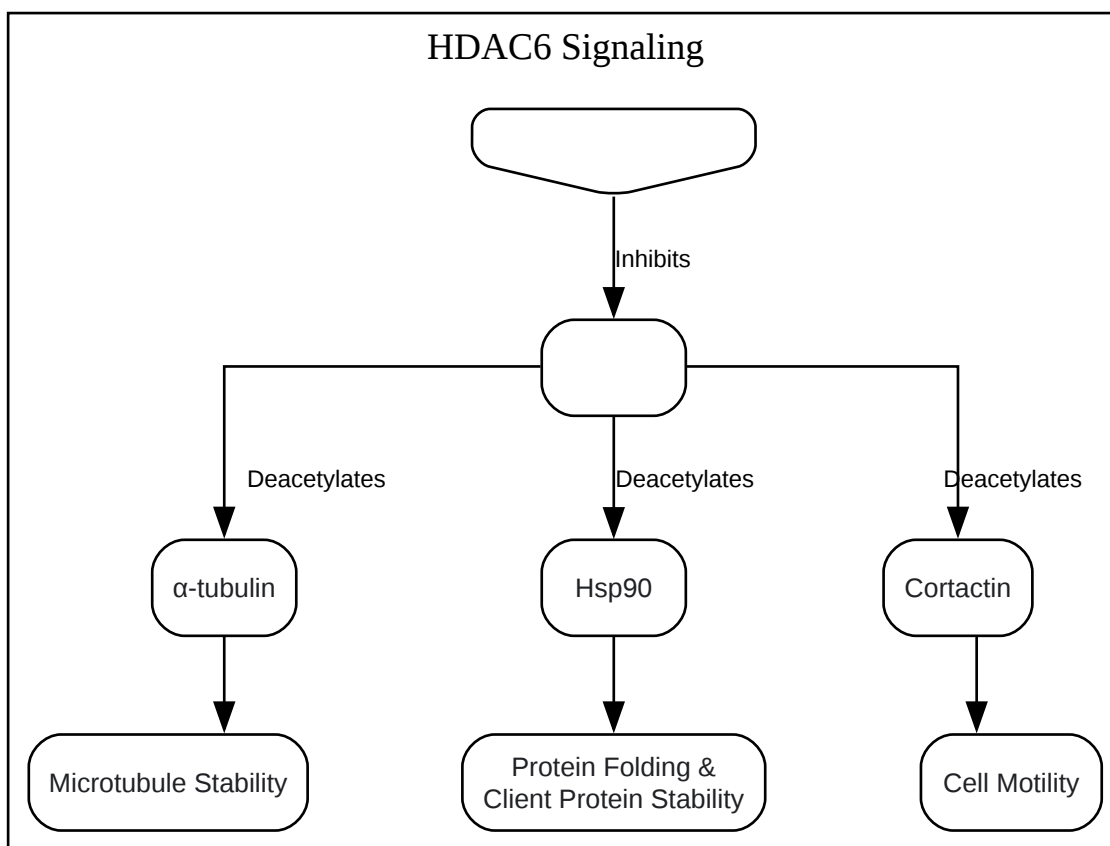 HDAC6 Signaling
Inhibits
Deacetylates
Deacetylates
Deacetylates
α-tubulin
Hsp90
Cortactin
Microtubule Stability
Protein Folding &
Client Protein Stability
Cell Motility